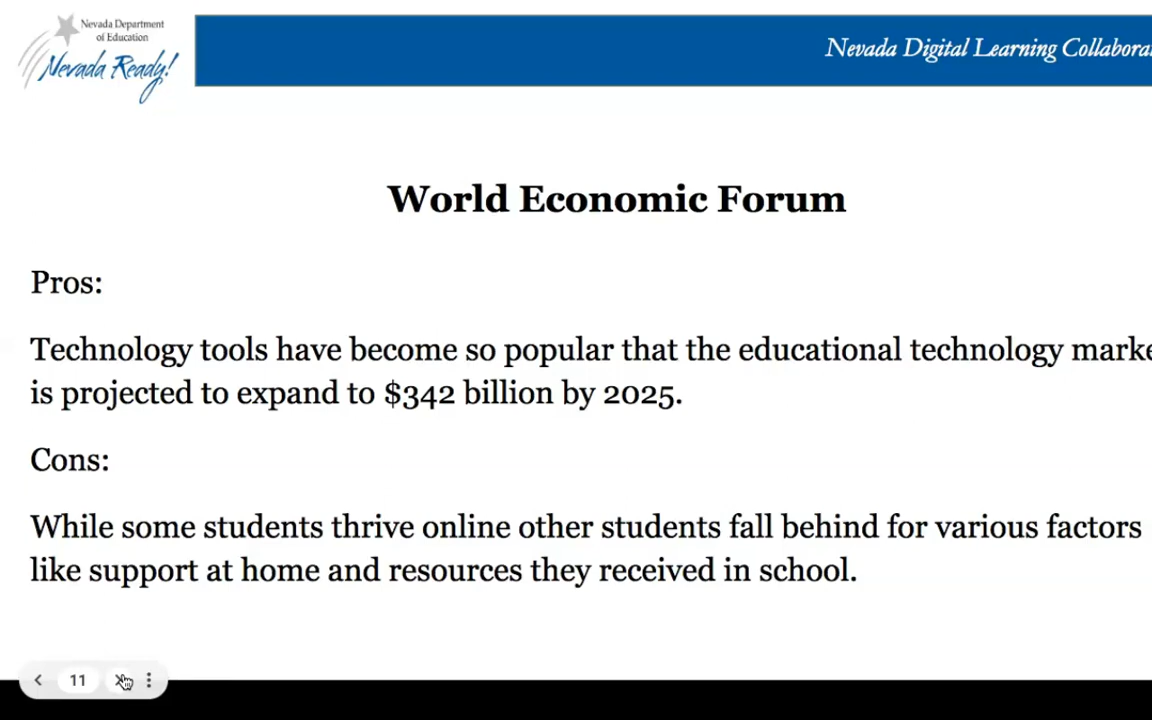 Nevada Department
of Education
Nevada Ready!
Nevada Digital Learning
World Economic Forum
Pros:
Technology tools have become so popular that the educational technology
is projected to expand to $342 billion by 2025.
Cons:
While some students thrive online other students fall behind for various factors
like support at home and resources they received in school.
11